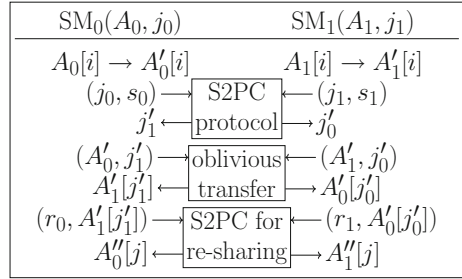 SM₀(A₀, j₀) SM₁(A₁, j₁)
A₀[i] → A′₀[i] A₁[i] → A′₁[i]
(j₀, s₀) S2PC (j₁, s₁)
j′₁ protocol j′₀
(A′₀, j′₁) oblivious (A′₁, j′₀)
A′₁[j′₁] transfer A′₀[j′₀]
(r₀, A′₁[j′₁]) S2PC for (r₁, A′₀[j′₀])
A″₀[j] re-sharing A″₁[j]